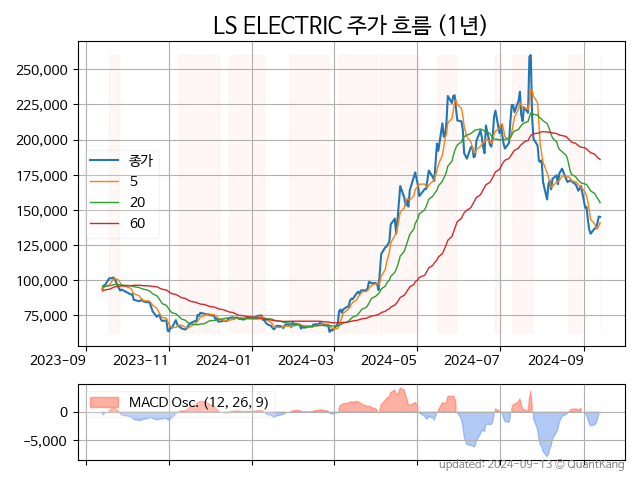 LS ELECTRIC 주가 흐름 (1년)
250,000
225,000
200,000
175,000
150,000
125,000
100,000
75,000
종가
5
20
60
2023-09 2023-11 2024-01 2024-03 2024-05 2024-07 2024-09
MACD Osc. (12, 26, 9)
0
−5,000
updated: 2024-09-13 © QuantKang